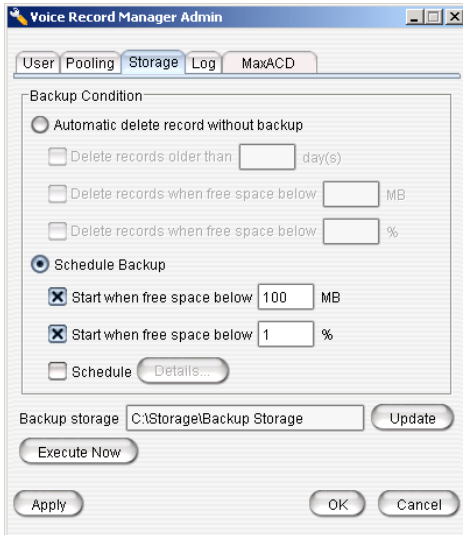 Voice Record Manager Admin
User Pooling Storage Log MaxACD
Backup Condition
Automatic delete record without backup
Delete records older than day(s)
Delete records when free space below MB
Delete records when free space below %
Schedule Backup
Start when free space below 100 MB
Start when free space below 1 %
Schedule Details...
Backup storage C:\Storage\Backup Storage Update
Execute Now
Apply OK Cancel